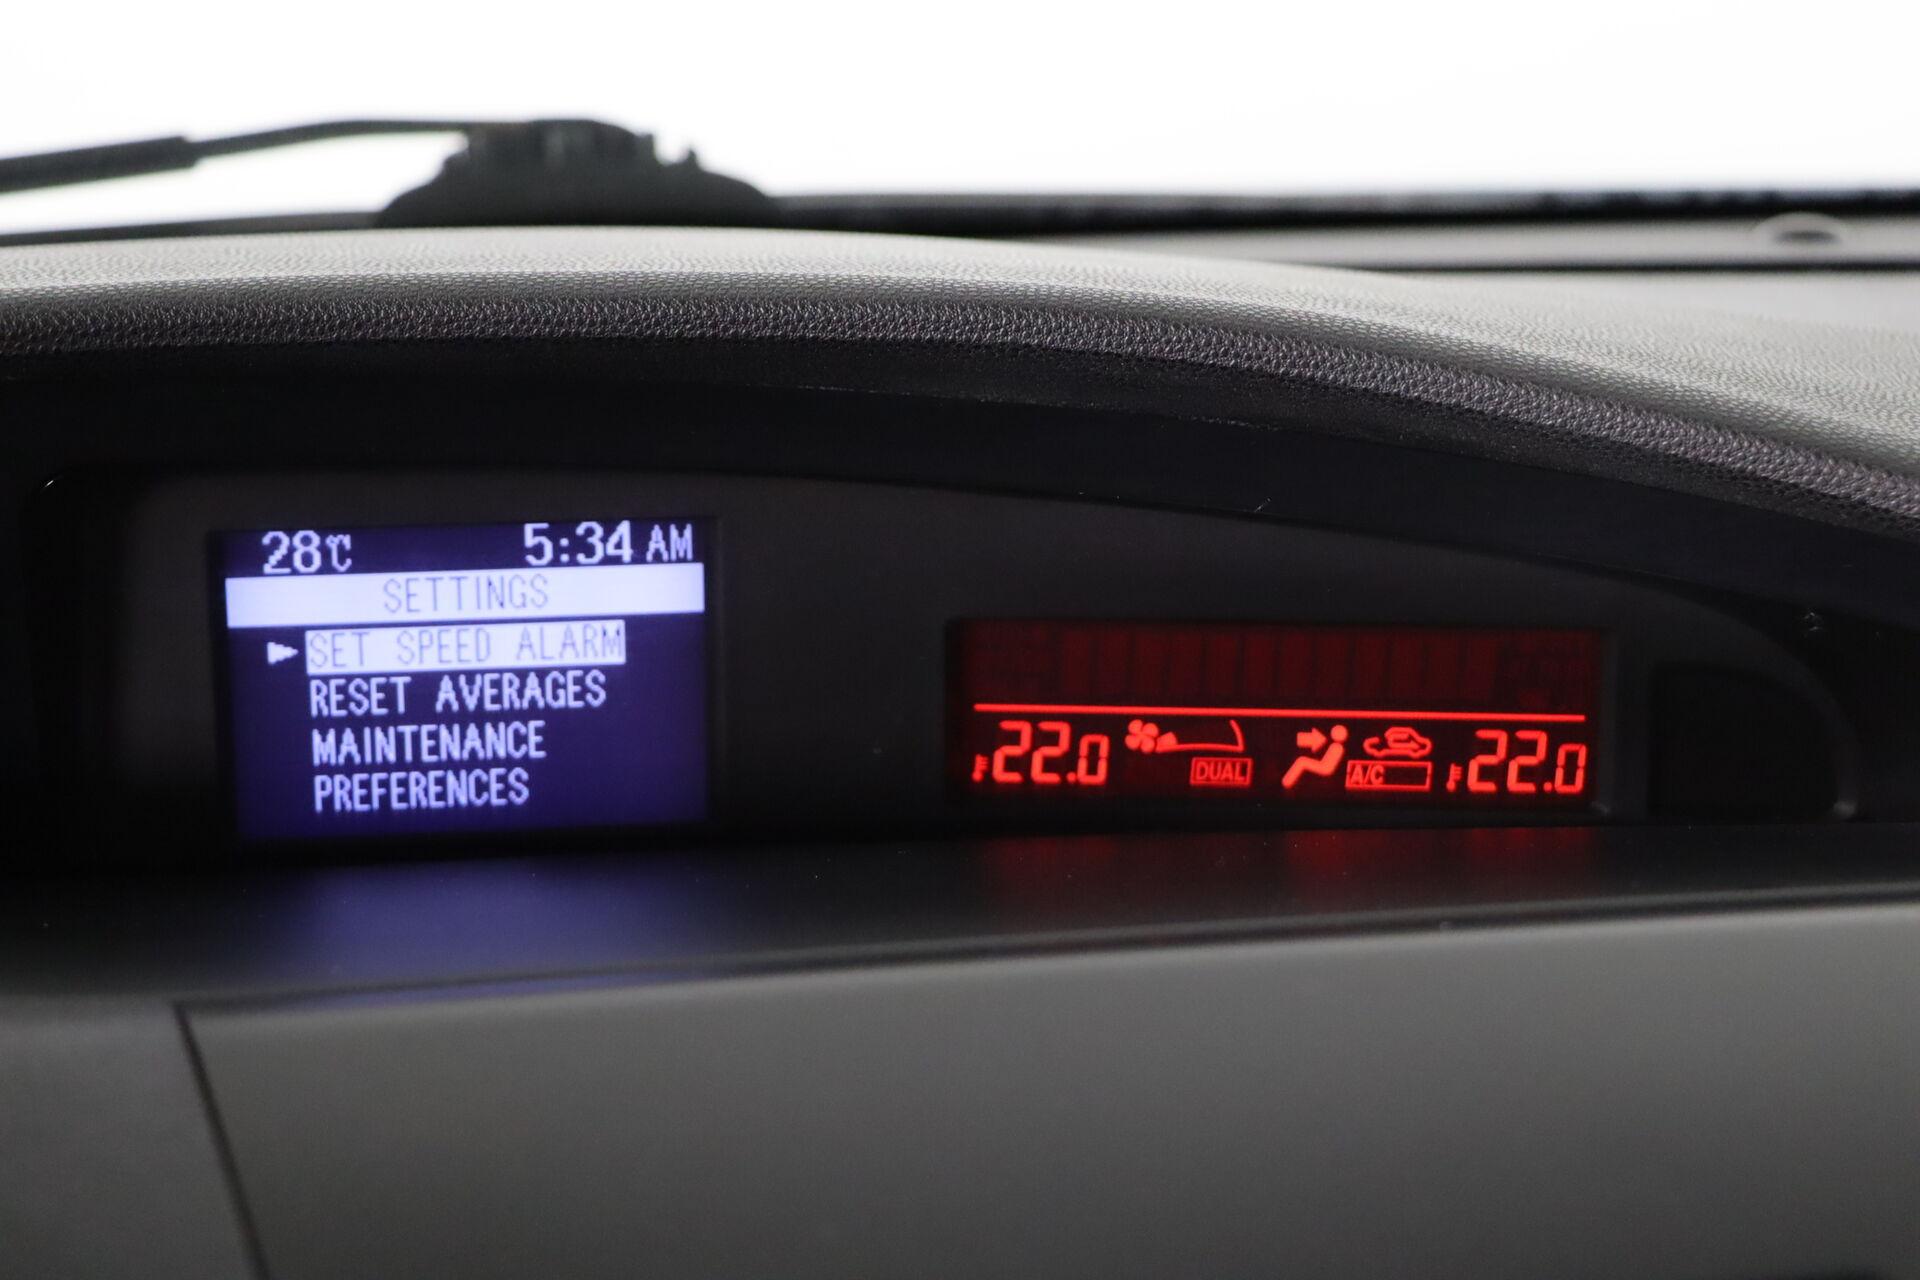 28℃ 5:34 AM
SETTINGS
SET SPEED ALARM
RESET AVERAGES
MAINTENANCE
PREFERENCES
22.0 DUAL A/C 22.0